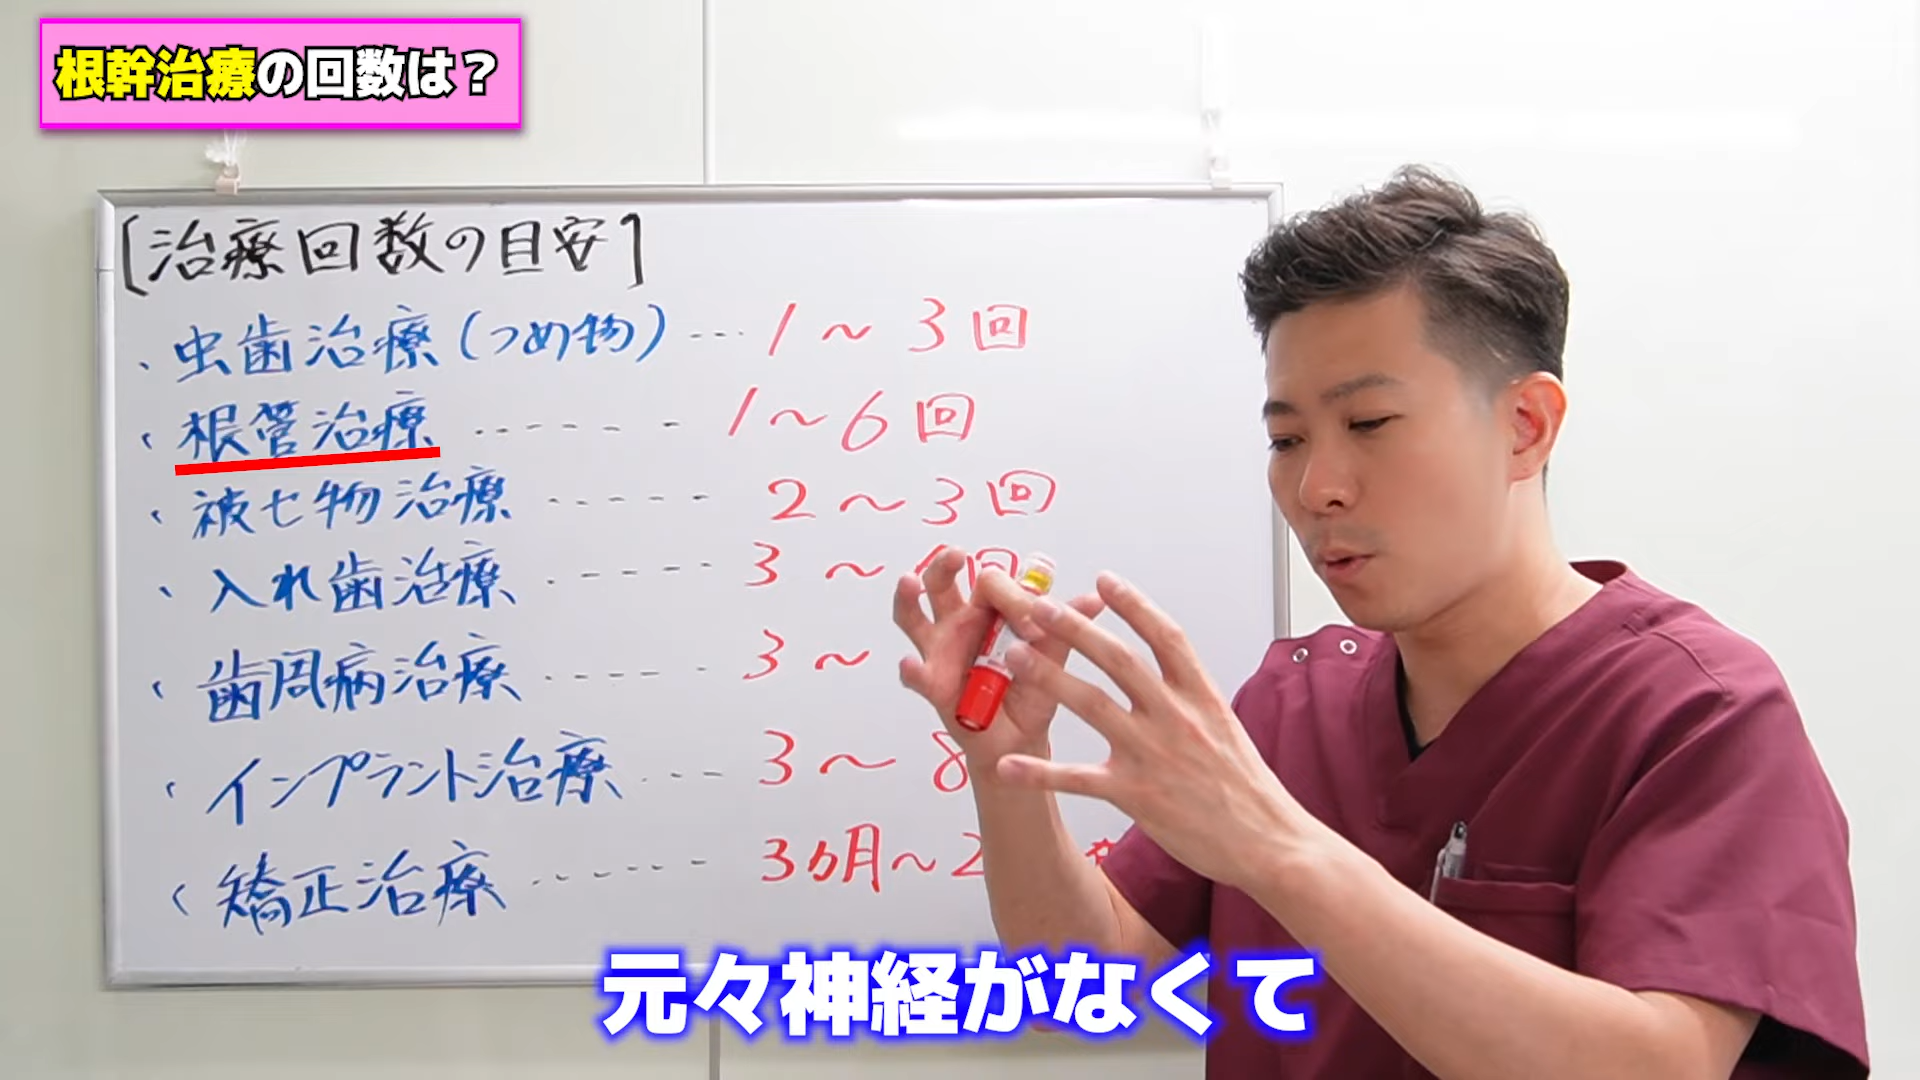 根幹治療の回数は？
[治療回数の目安]
・虫歯治療(つめ物)…1～3回
・根管治療……1～6回
・被せ物治療……2～3回
・入れ歯治療……3～回
・歯周病治療……3～
・インプラント治療…3～8
・矯正治療……3ヵ月～2
元々神経がなくて